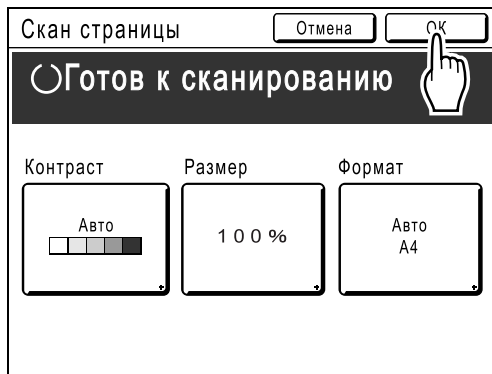 Скан страницы
Отмена
OK
Готов к сканированию
Контраст
Размер
Формат
Авто
100%
Авто
A4